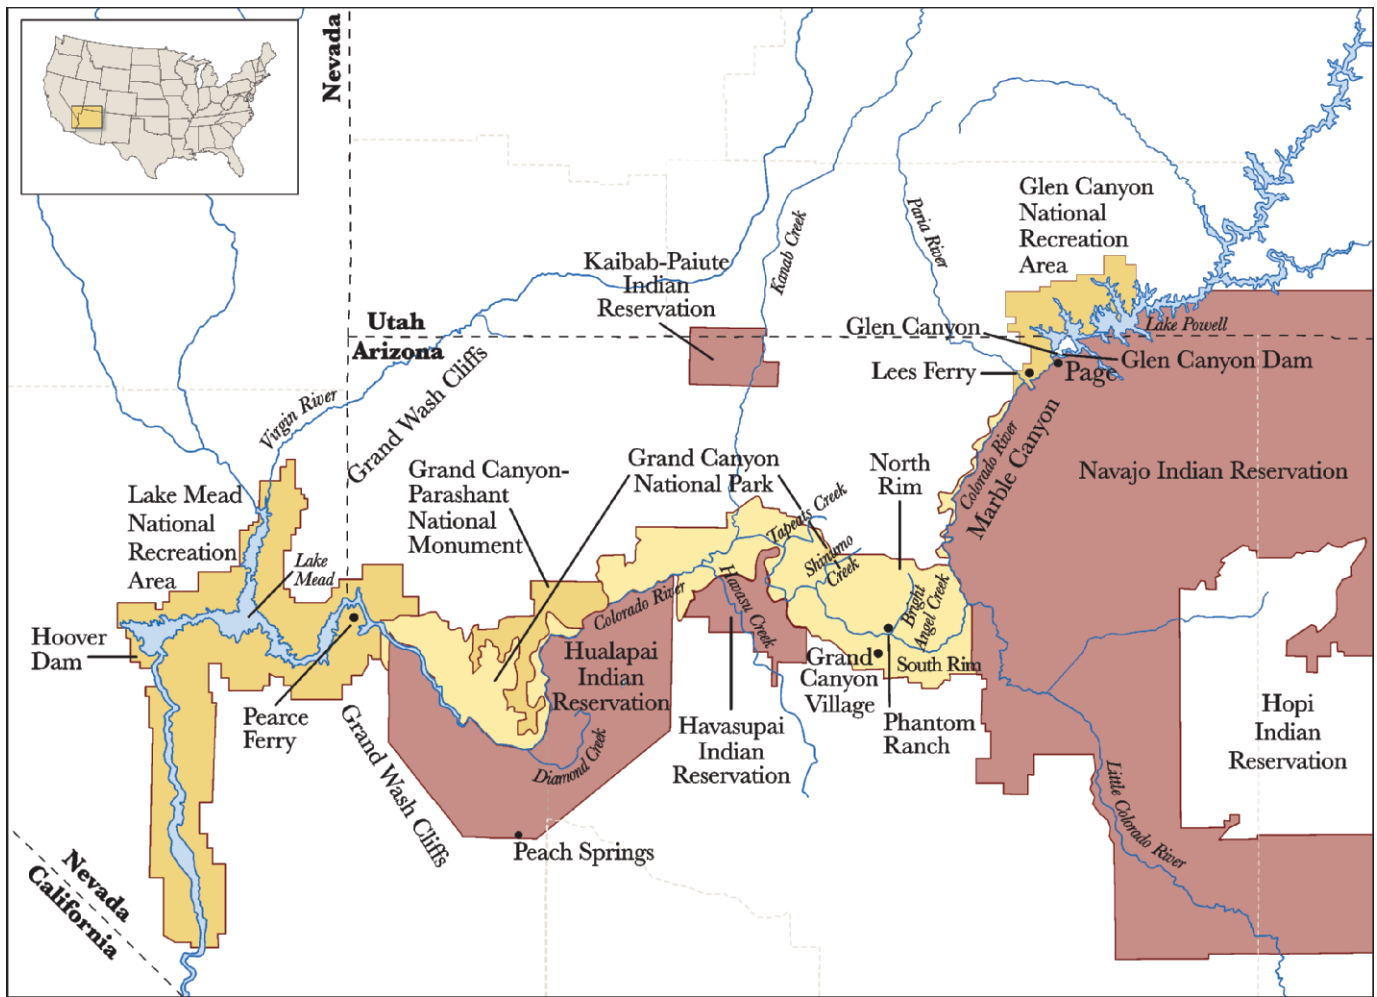 Nevada
Glen Canyon
National
Recreation
Area
Paria River
Kanab Creek
Kaibab-Paiute
Indian
Reservation
Utah
Arizona
Glen Canyon
Lake Powell
Glen Canyon Dam
Lees Ferry
Page
Virgin River
Grand Wash Cliffs
Colorado River
Marble Canyon
Navajo Indian Reservation
Grand Canyon-
Parashant
National
Monument
Grand Canyon
National Park
North
Rim
Lake Mead
National
Recreation
Area
Lake
Mead
Tapeats Creek
Shinumo
Creek
Havasu Creek
Bright
Angel Creek
Colorado River
Hoover
Dam
Hualapai
Indian
Reservation
Grand
Canyon
Village
South Rim
Pearce
Ferry
Grand Wash Cliffs
Diamond Creek
Havasupai
Indian
Reservation
Phantom
Ranch
Hopi
Indian
Reservation
Little Colorado River
Peach Springs
Nevada
California